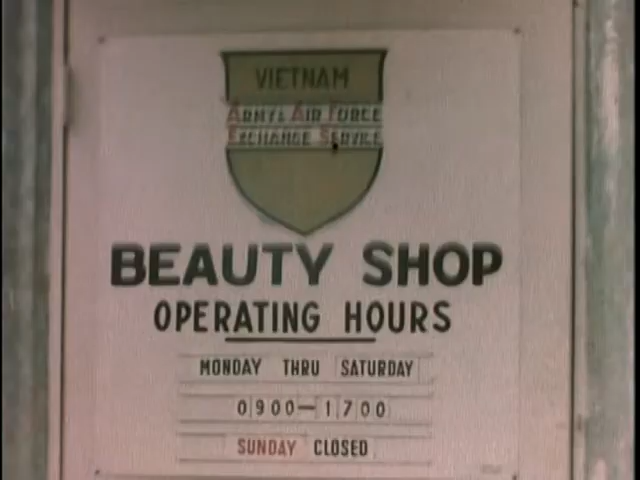 VIETNAM
ARMY & AIR FORCE
EXCHANGE SERVICE
BEAUTY SHOP
OPERATING HOURS
MONDAY THRU SATURDAY
0900-1700
SUNDAY CLOSED